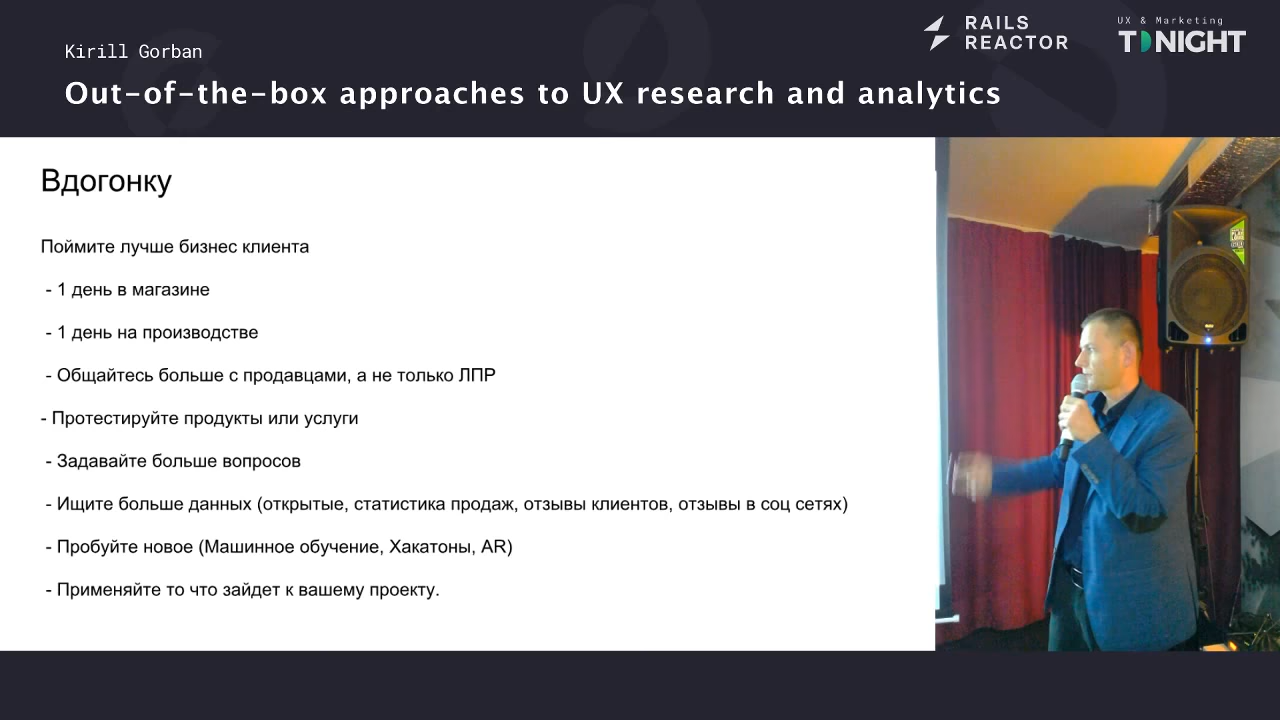 Kirill Gorban
Out-of-the-box approaches to UX research and analytics
RAILS
REACTOR
UX & Marketing
TONIGHT
Вдогонку
Поймите лучше бизнес клиента
- 1 день в магазине
- 1 день на производстве
- Общайтесь больше с продавцами, а не только ЛПР
- Протестируйте продукты или услуги
- Задавайте больше вопросов
- Ищите больше данных (открытые, статистика продаж, отзывы клиентов, отзывы в соц сетях)
- Пробуйте новое (Машинное обучение, Хакатоны, AR)
- Применяйте то что зайдет к вашему проекту.